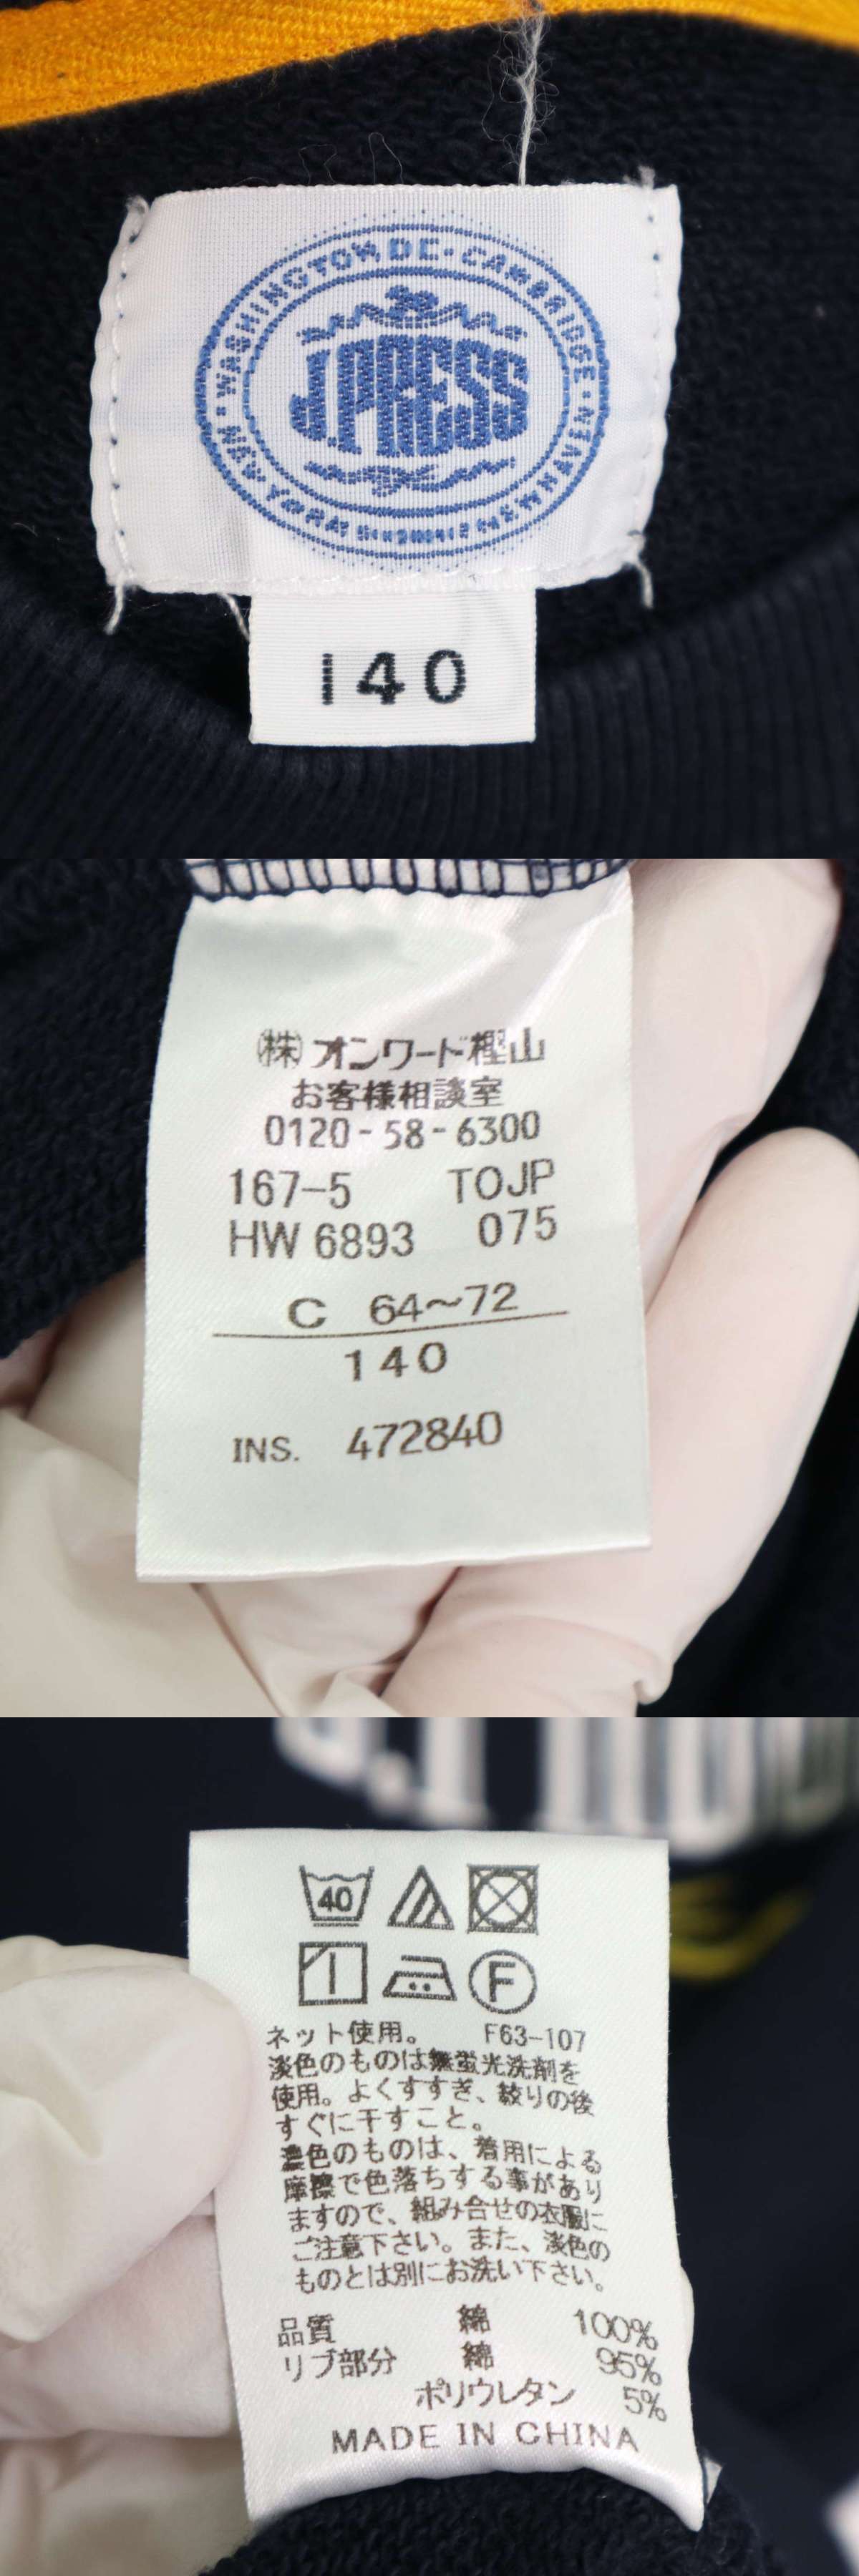 WASHINGTON DC. • CAMBRIDGE •
J.PRESS
NEW YORK
NEW HAVEN
140
㈱オンワード樫山
お客様相談室
0120-58-6300
167-5 TOJP
HW 6893 075
C 64~72
140
INS. 472840
40
F
ネット使用。 F63-107
淡色のものは無蛍光洗剤を
使用。よくすすぎ、絞りの後
すぐに干すこと。
濃色のものは、着用による
摩擦で色落ちする事があり
ますので、組み合せの衣服に
ご注意下さい。また、淡色の
ものとは別にお洗い下さい。
品質 綿 100%
リブ部分 綿 95%
ポリウレタン 5%
MADE IN CHINA